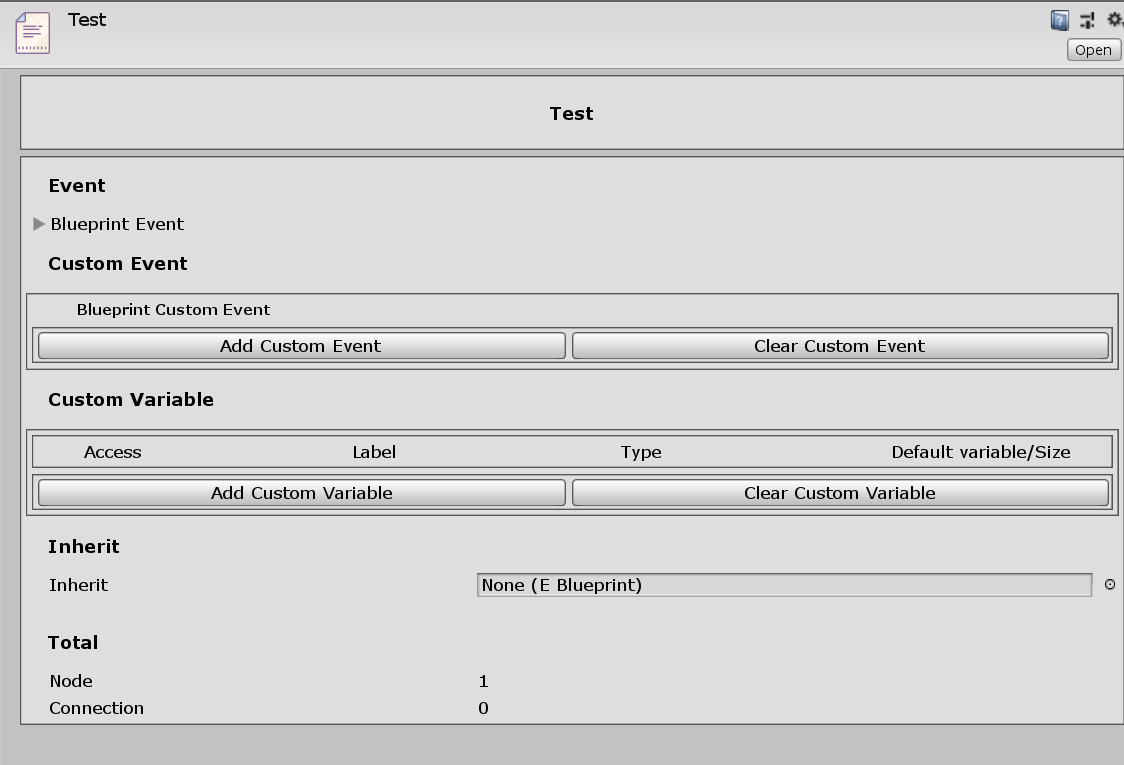 Test
Open
Test
Event
Blueprint Event
Custom Event
Blueprint Custom Event
Add Custom Event Clear Custom Event
Custom Variable
Access Label Type Default variable/Size
Add Custom Variable Clear Custom Variable
Inherit
Inherit None (E Blueprint)
Total
Node 1
Connection 0